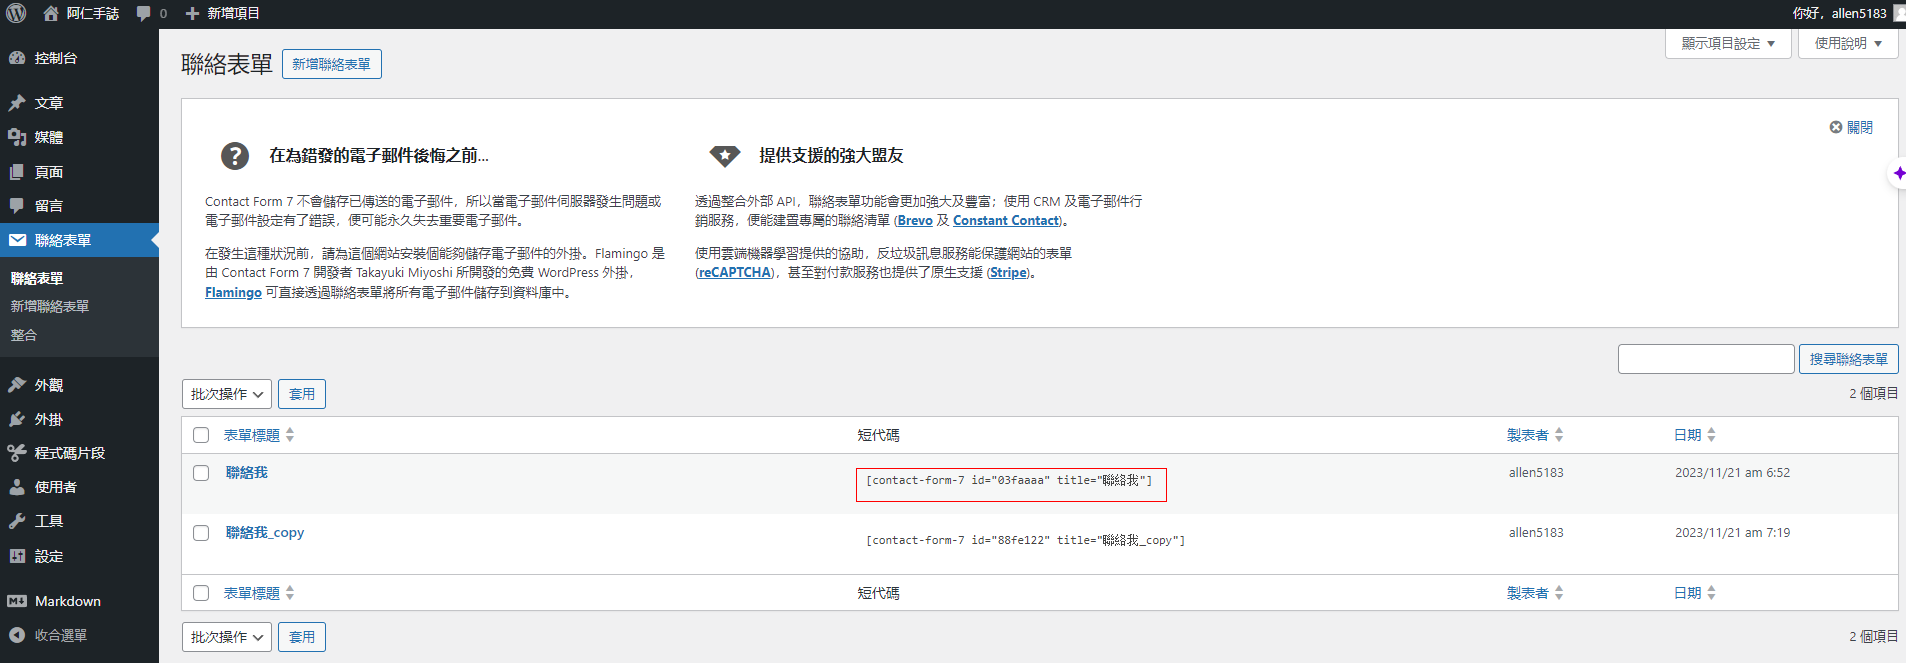 阿仁手誌 0 新增項目 你好，allen5183
控制台
文章
媒體
頁面
留言
聯絡表單
聯絡表單
新增聯絡表單
整合
外觀
外掛
程式碼片段
使用者
工具
設定
Markdown
收合選單
顯示項目設定 使用說明
聯絡表單 新增聯絡表單
關閉
在為錯發的電子郵件後悔之前...
Contact Form 7 不會儲存已傳送的電子郵件，所以當電子郵件伺服器發生問題或
電子郵件設定有了錯誤，便可能永久失去重要電子郵件。
在發生這種狀況前，請為這個網站安裝個能夠儲存電子郵件的外掛。Flamingo 是
由 Contact Form 7 開發者 Takayuki Miyoshi 所開發的免費 WordPress 外掛，
Flamingo 可直接透過聯絡表單將所有電子郵件儲存到資料庫中。
提供支援的強大盟友
透過整合外部 API，聯絡表單功能會更加強大及豐富；使用 CRM 及電子郵件行
銷服務，便能建置專屬的聯絡清單 (Brevo 及 Constant Contact)。
使用雲端機器學習提供的協助，反垃圾訊息服務能保護網站的表單
(reCAPTCHA)，甚至對付款服務也提供了原生支援 (Stripe)。
搜尋聯絡表單
批次操作 套用 2 個項目
表單標題 短代碼 製表者 日期
聯絡我 [contact-form-7 id="03faaaa" title="聯絡我"] allen5183 2023/11/21 am 6:52
聯絡我_copy [contact-form-7 id="88fe122" title="聯絡我_copy"] allen5183 2023/11/21 am 7:19
表單標題 短代碼 製表者 日期
批次操作 套用 2 個項目